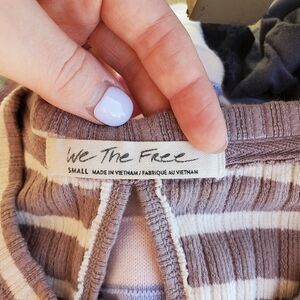 We The Free
SMALL MADE IN VIETNAM / FABRIQUÉ AU VIETNAM